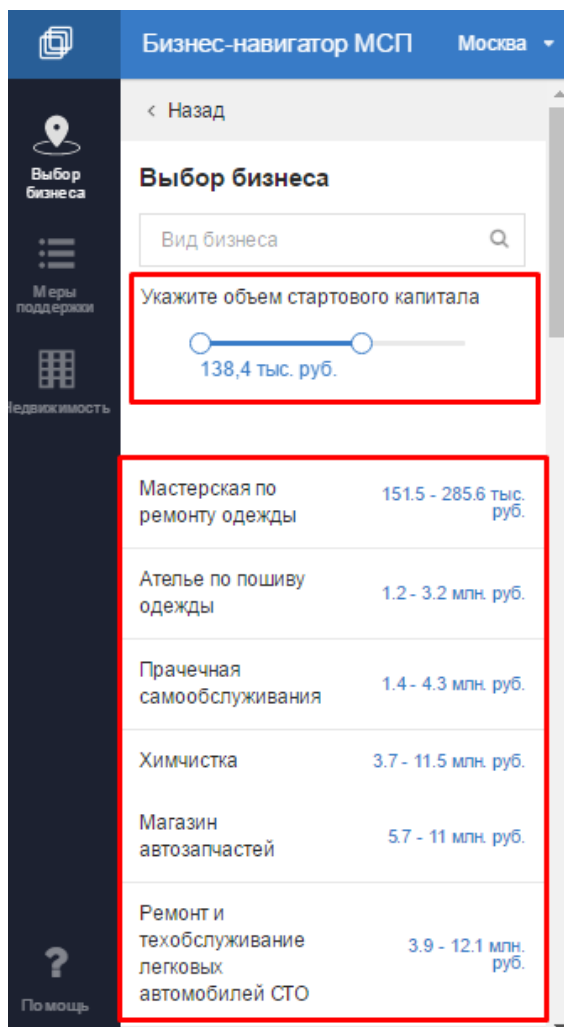 Бизнес-навигатор МСП Москва
< Назад
Выбор
бизнеса
Выбор бизнеса
Вид бизнеса
Меры
поддержки
Укажите объем стартового капитала
138,4 тыс. руб.
Недвижимость
Мастерская по
ремонту одежды
151.5 - 285.6 тыс.
руб.
Ателье по пошиву
одежды
1.2 - 3.2 млн. руб.
Прачечная
самообслуживания
1.4 - 4.3 млн. руб.
Химчистка
3.7 - 11.5 млн. руб.
Магазин
автозапчастей
5.7 - 11 млн. руб.
Ремонт и
техобслуживание
легковых
автомобилей СТО
3.9 - 12.1 млн.
руб.
?
Помощь